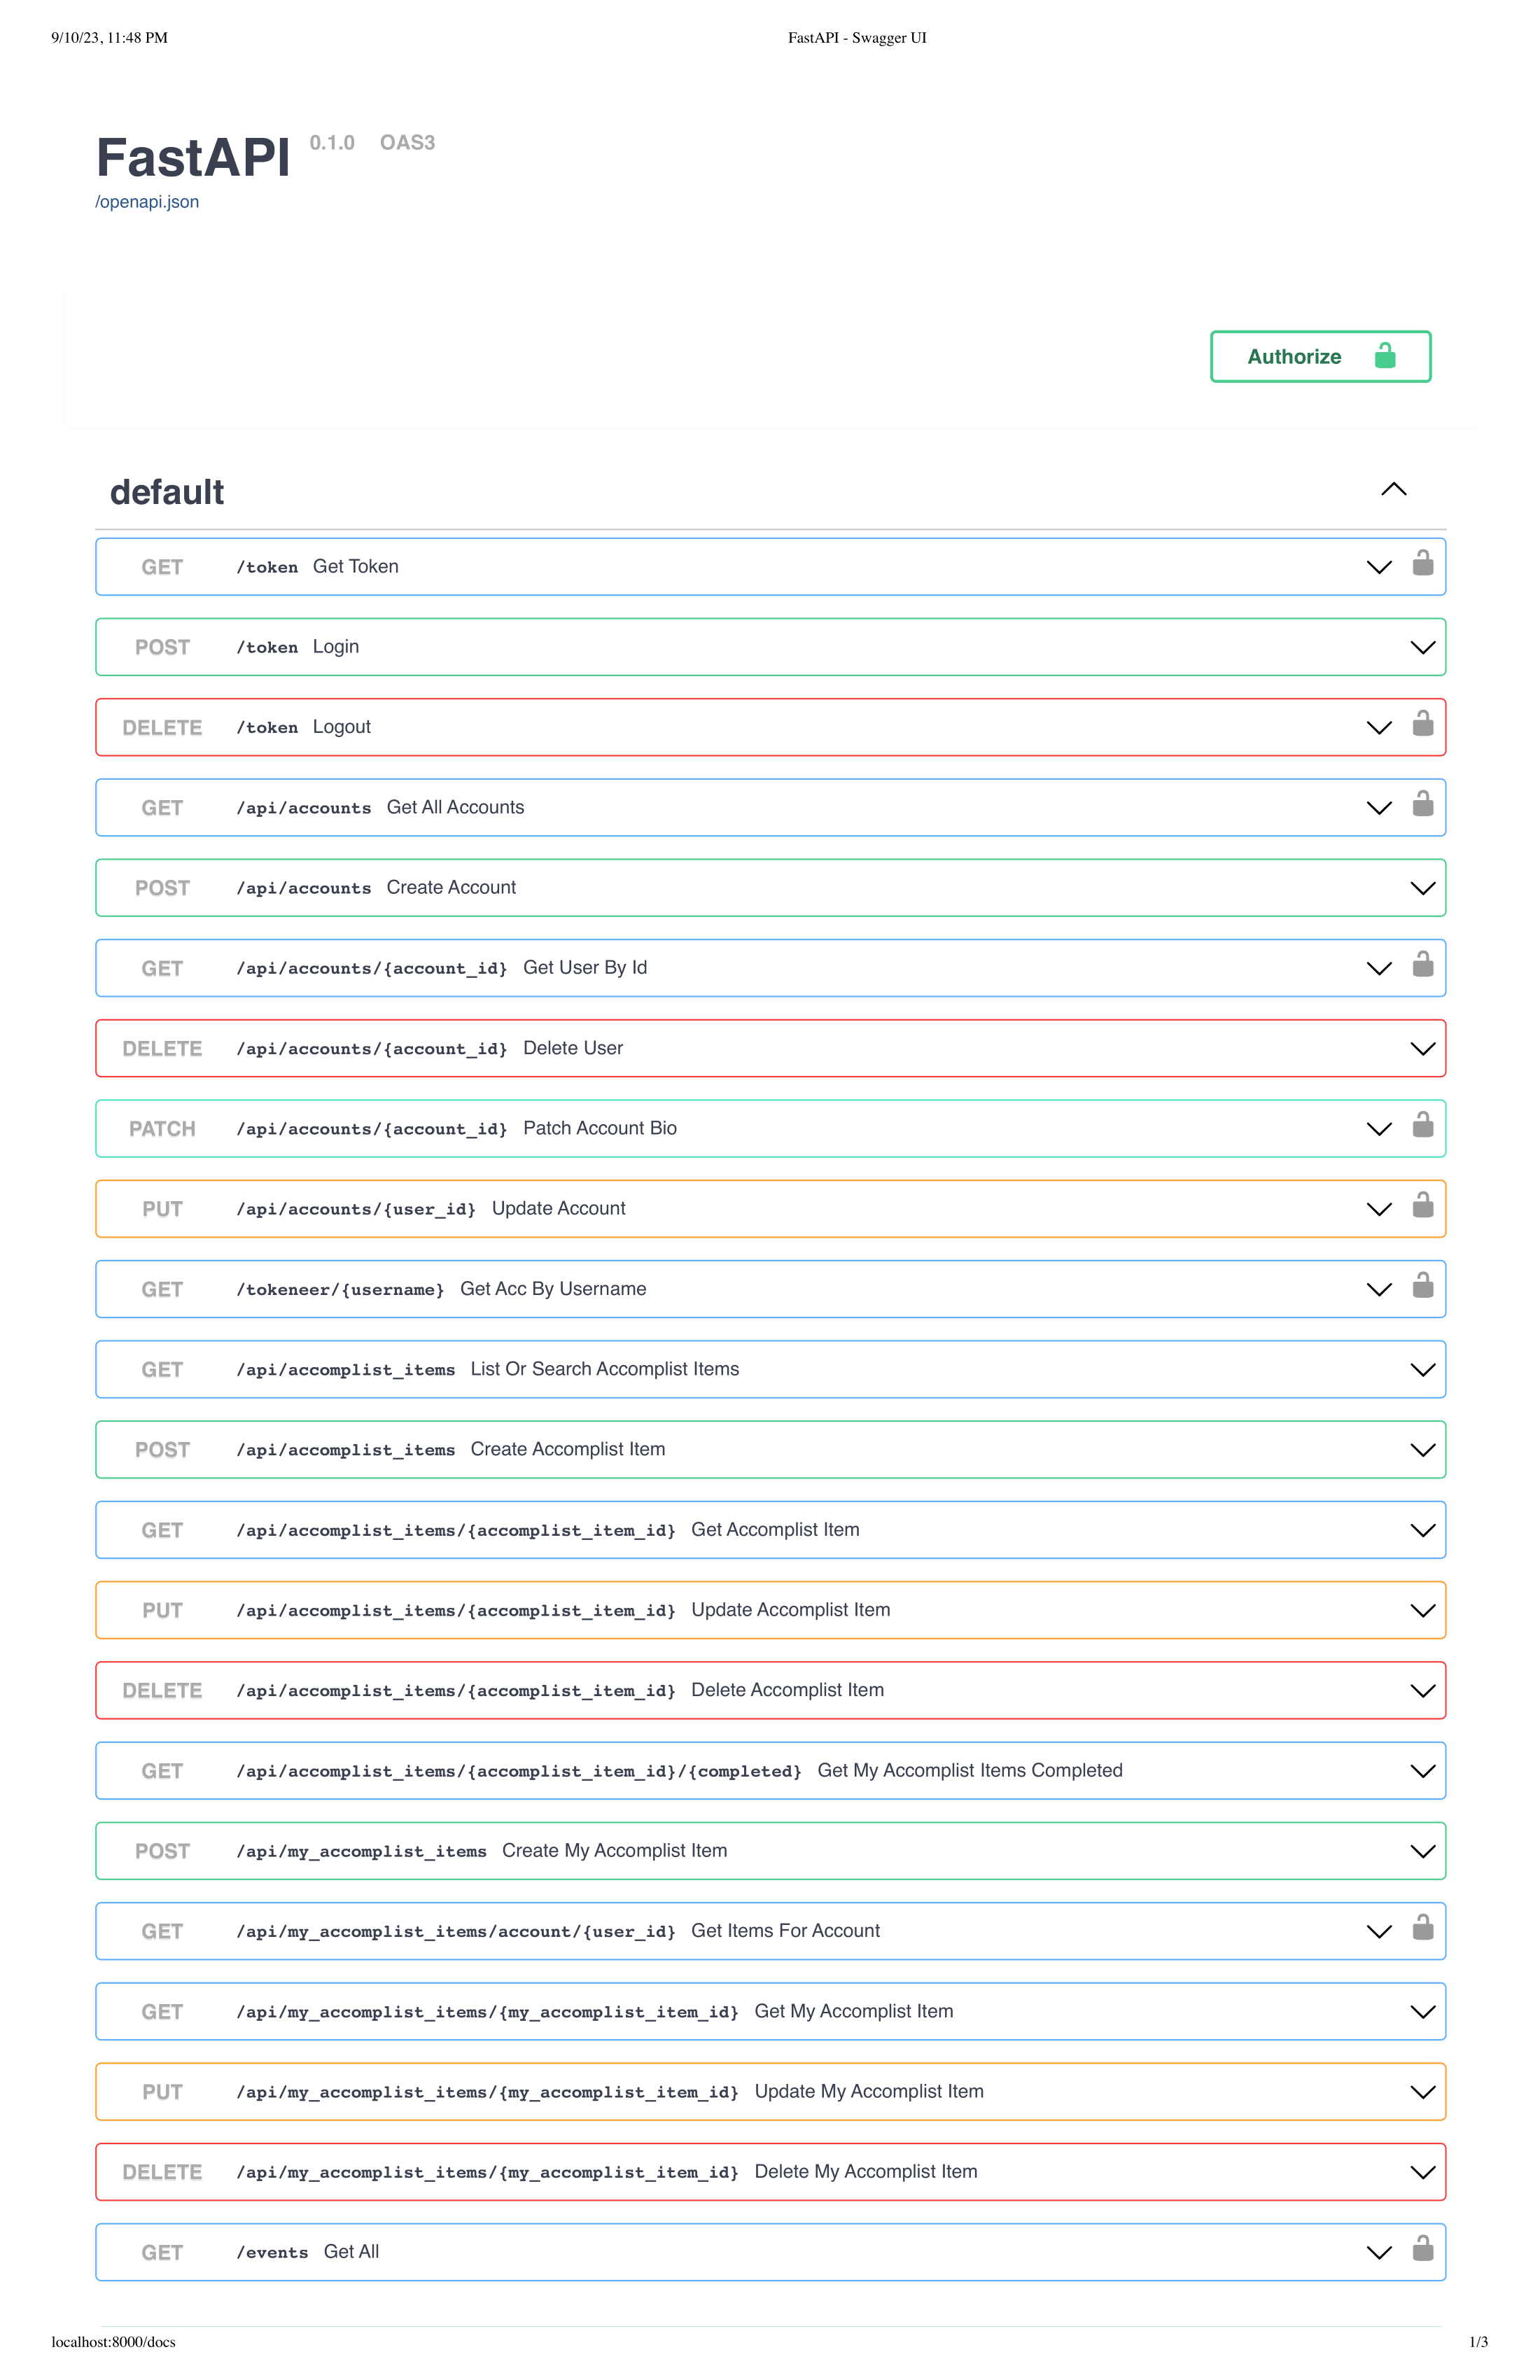 9/10/23, 11:48 PM FastAPI - Swagger UI
FastAPI 0.1.0 OAS3
/openapi.json
Authorize
default
GET /token Get Token
POST /token Login
DELETE /token Logout
GET /api/accounts Get All Accounts
POST /api/accounts Create Account
GET /api/accounts/{account_id} Get User By Id
DELETE /api/accounts/{account_id} Delete User
PATCH /api/accounts/{account_id} Patch Account Bio
PUT /api/accounts/{user_id} Update Account
GET /tokeneer/{username} Get Acc By Username
GET /api/accomplist_items List Or Search Accomplist Items
POST /api/accomplist_items Create Accomplist Item
GET /api/accomplist_items/{accomplist_item_id} Get Accomplist Item
PUT /api/accomplist_items/{accomplist_item_id} Update Accomplist Item
DELETE /api/accomplist_items/{accomplist_item_id} Delete Accomplist Item
GET /api/accomplist_items/{accomplist_item_id}/{completed} Get My Accomplist Items Completed
POST /api/my_accomplist_items Create My Accomplist Item
GET /api/my_accomplist_items/account/{user_id} Get Items For Account
GET /api/my_accomplist_items/{my_accomplist_item_id} Get My Accomplist Item
PUT /api/my_accomplist_items/{my_accomplist_item_id} Update My Accomplist Item
DELETE /api/my_accomplist_items/{my_accomplist_item_id} Delete My Accomplist Item
GET /events Get All
localhost:8000/docs 1/3